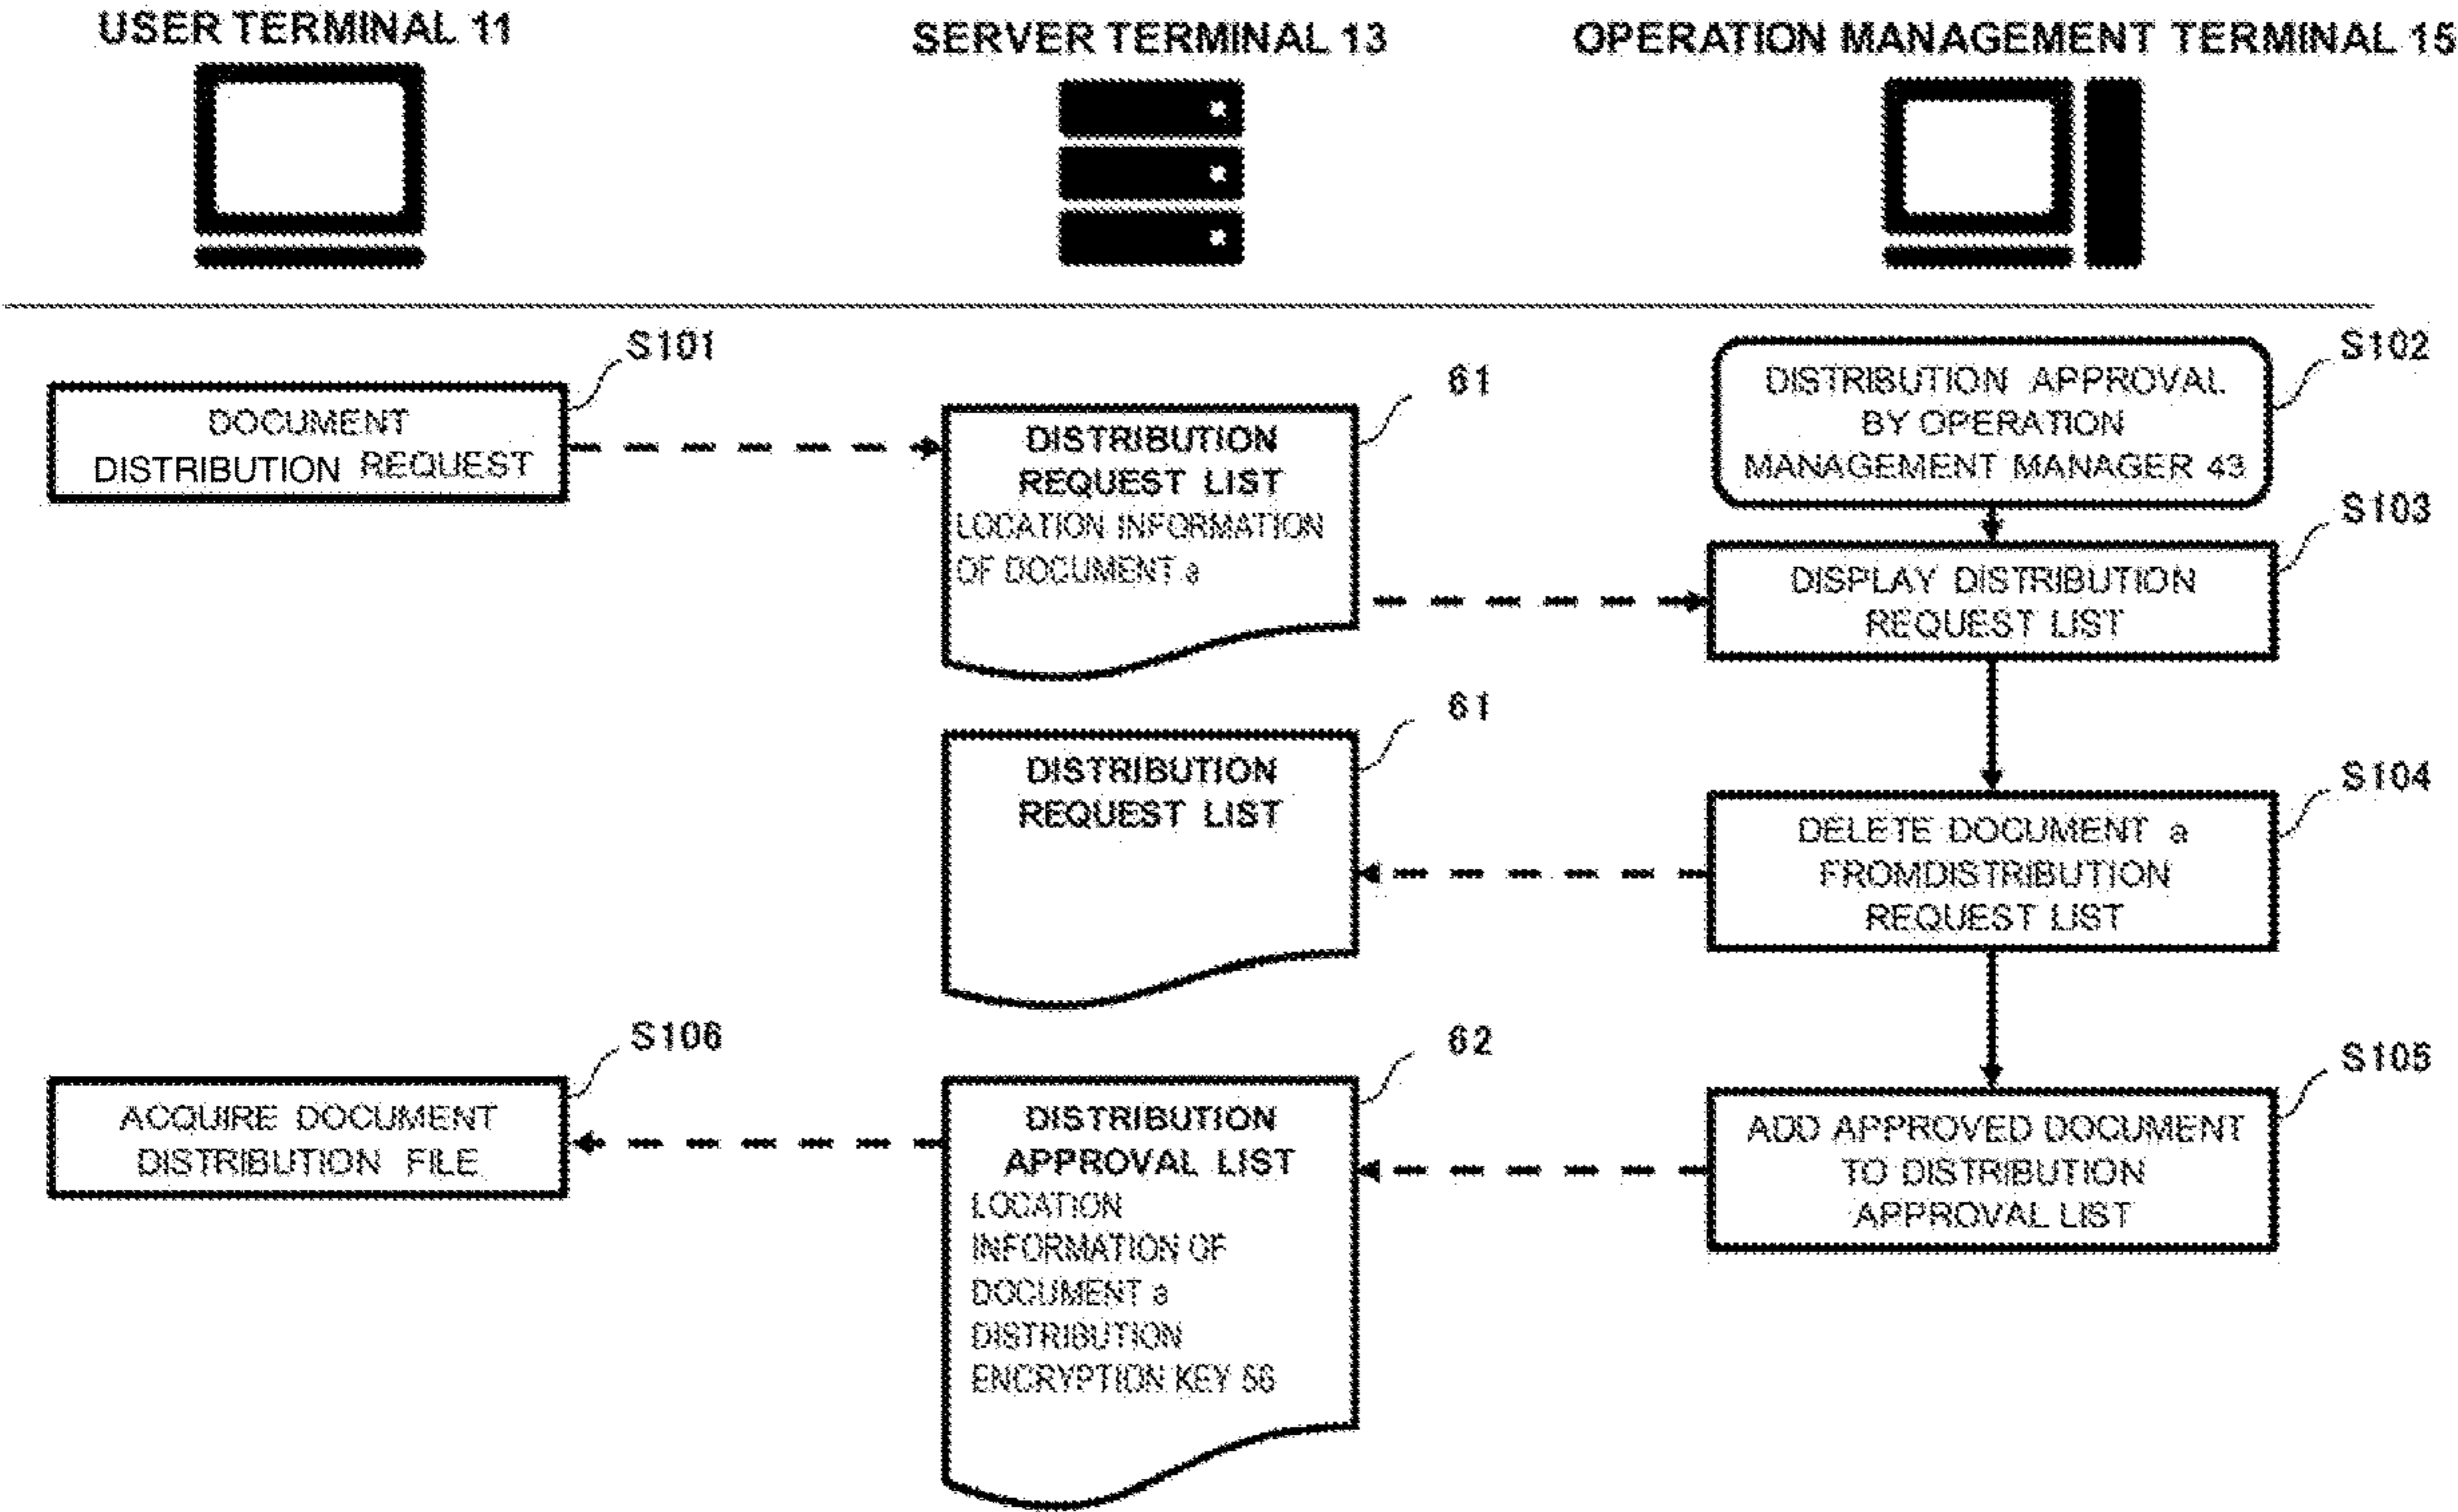 USER TERMINAL 11
SERVER TERMINAL 13
OPERATION MANAGEMENT TERMINAL 15
S101
DOCUMENT
DISTRIBUTION REQUEST
61
DISTRIBUTION
REQUEST LIST
LOCATION INFORMATION
OF DOCUMENT a
S102
DISTRIBUTION APPROVAL
BY OPERATION
MANAGEMENT MANAGER 43
S103
DISPLAY DISTRIBUTION
REQUEST LIST
61
DISTRIBUTION
REQUEST LIST
S104
DELETE DOCUMENT a
FROMDISTRIBUTION
REQUEST LIST
S106
ACQUIRE DOCUMENT
DISTRIBUTION FILE
62
DISTRIBUTION
APPROVAL LIST
LOCATION
INFORMATION OF
DOCUMENT a
DISTRIBUTION
ENCRYPTION KEY 56
S105
ADD APPROVED DOCUMENT
TO DISTRIBUTION
APPROVAL LIST